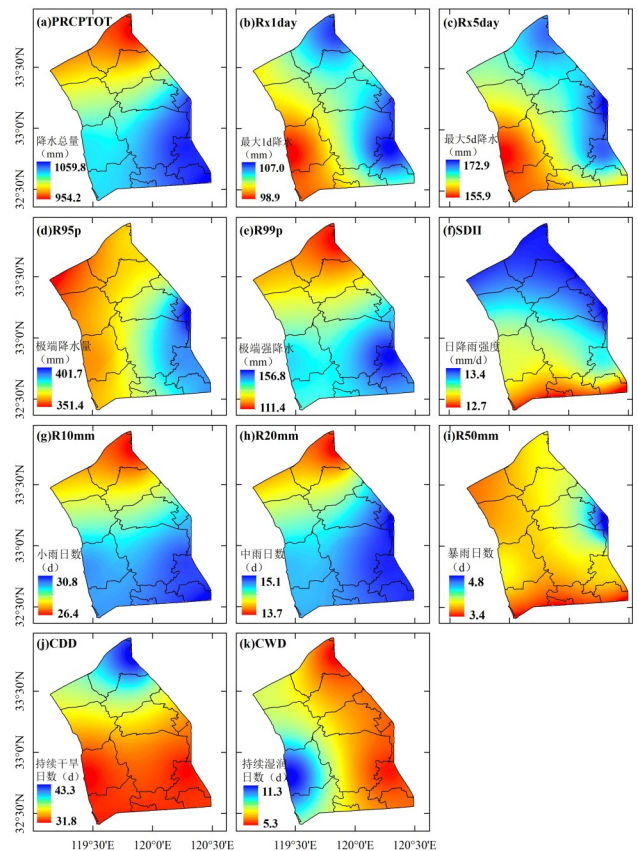 (a)PRCPTOT
33°30′N
33°0′N
32°30′N
降水总量
（mm）
1059.8
954.2
(b)Rx1day
最大1d降水
（mm）
107.0
98.9
(c)Rx5day
最大5d降水
（mm）
172.9
155.9
(d)R95p
33°30′N
33°0′N
32°30′N
极端降水量
（mm）
401.7
351.4
(e)R99p
极端强降水
（mm）
156.8
111.4
(f)SDII
日降雨强度
(mm/d)
13.4
12.7
(g)R10mm
33°30′N
33°0′N
32°30′N
小雨日数
（d）
30.8
26.4
(h)R20mm
中雨日数
（d）
15.1
13.7
(i)R50mm
暴雨日数
（d）
4.8
3.4
(j)CDD
33°30′N
33°0′N
32°30′N
持续干旱
日数（d）
43.3
31.8
119°30′E
120°0′E
(k)CWD
持续湿润
日数（d）
11.3
5.3
119°30′E
120°0′E